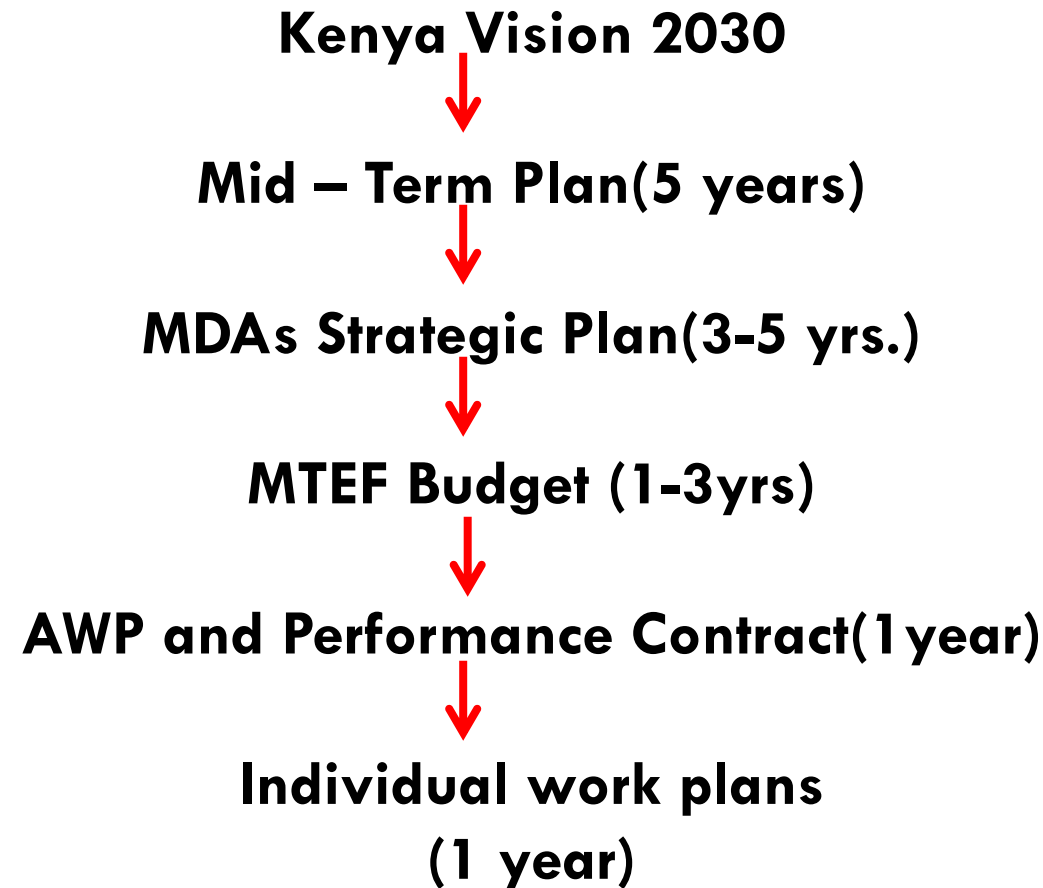 Kenya Vision 2030
Mid – Term Plan(5 years)
MDAs Strategic Plan(3-5 yrs.)
MTEF Budget (1-3yrs)
AWP and Performance Contract(1year)
Individual work plans
(1 year)